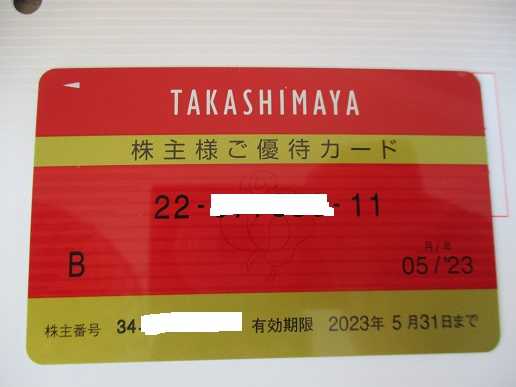 TAKASHIMAYA
株主様ご優待カード
22- -11
B
月/年
05/'23
株主番号 34. 有効期限 2023年 5月31日まで